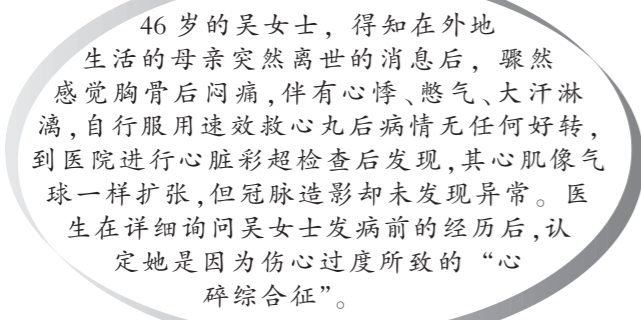 46 岁的吴女士，得知在外地
生活的母亲突然离世的消息后，骤然
感觉胸骨后闷痛，伴有心悸、憋气、大汗淋
漓，自行服用速效救心丸后病情无任何好转，
到医院进行心脏彩超检查后发现，其心肌像气
球一样扩张，但冠脉造影却未发现异常。医
生在详细询问吴女士发病前的经历后，认
定她是因为伤心过度所致的“心
碎综合征”。